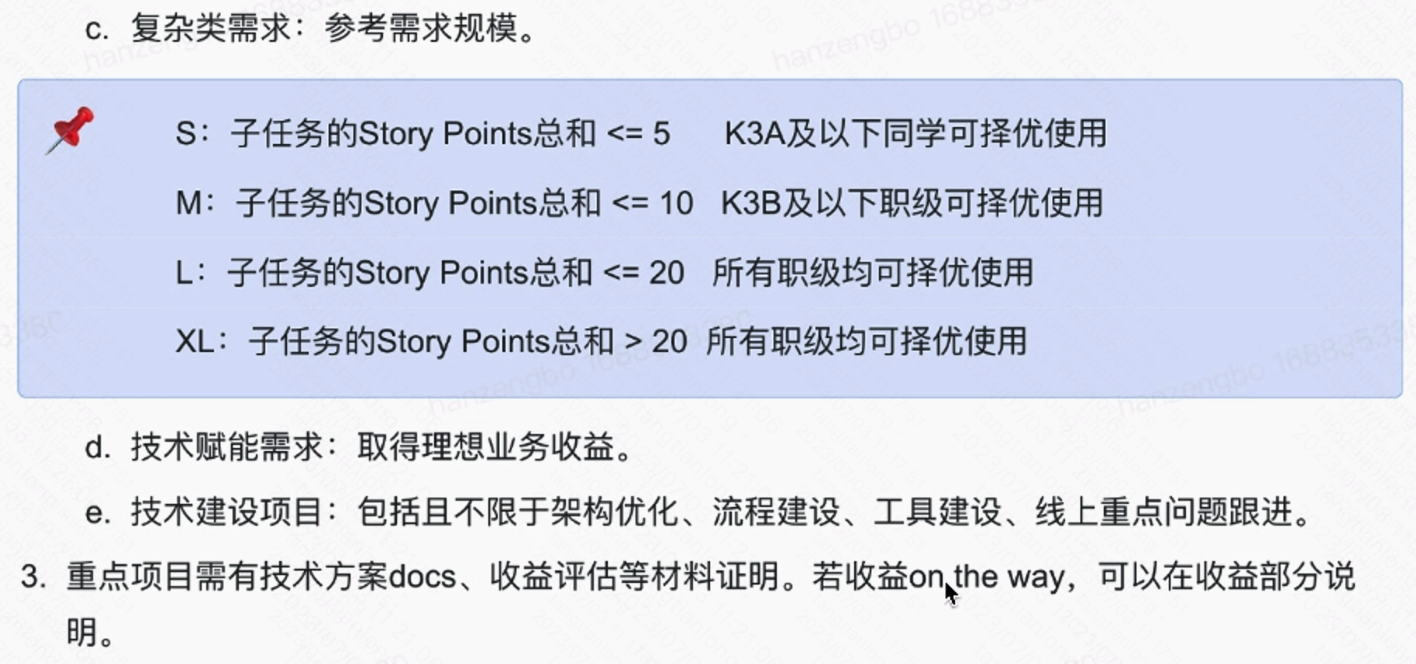 c. 复杂类需求：参考需求规模。
S：子任务的Story Points总和 <= 5 K3A及以下同学可择优使用
M：子任务的Story Points总和 <= 10 K3B及以下职级可择优使用
L：子任务的Story Points总和 <= 20 所有职级均可择优使用
XL：子任务的Story Points总和 > 20 所有职级均可择优使用
d. 技术赋能需求：取得理想业务收益。
e. 技术建设项目：包括且不限于架构优化、流程建设、工具建设、线上重点问题跟进。
3. 重点项目需有技术方案docs、收益评估等材料证明。若收益on the way，可以在收益部分说
明。